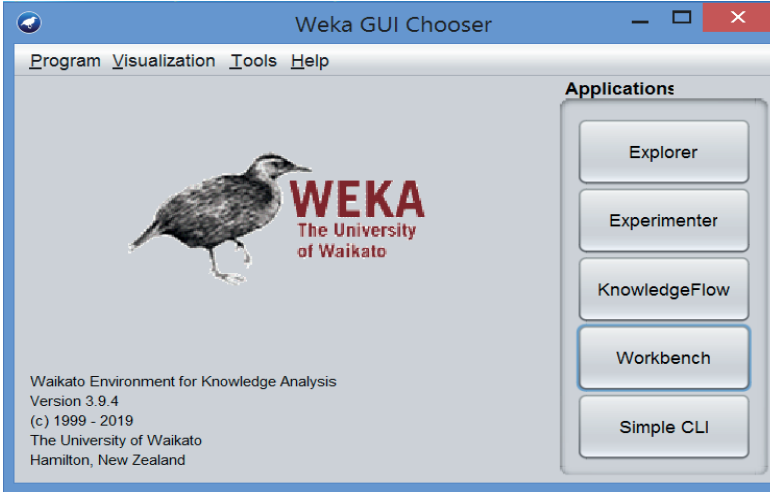 Weka GUI Chooser
Program Visualization Tools Help
Applications
Explorer
Experimenter
KnowledgeFlow
Workbench
Simple CLI
WEKA
The University
of Waikato
Waikato Environment for Knowledge Analysis
Version 3.9.4
(c) 1999 - 2019
The University of Waikato
Hamilton, New Zealand